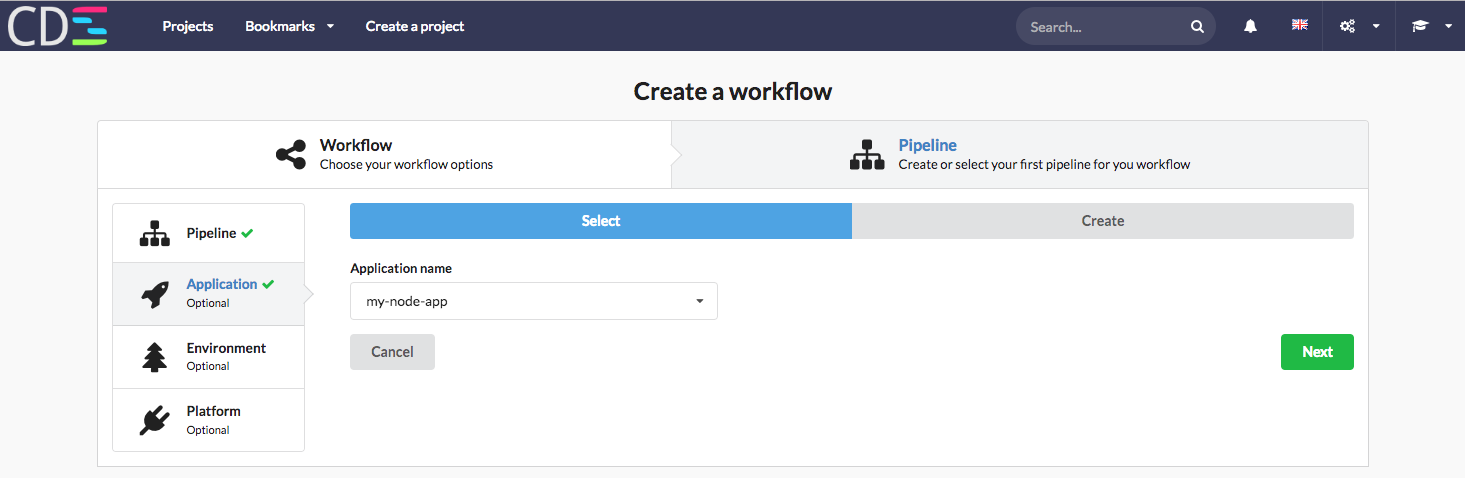 CDS
Projects Bookmarks Create a project Search...
Create a workflow
Workflow
Choose your workflow options
Pipeline
Create or select your first pipeline for you workflow
Pipeline
Application
Optional
Environment
Optional
Platform
Optional
Select Create
Application name
my-node-app
Cancel Next